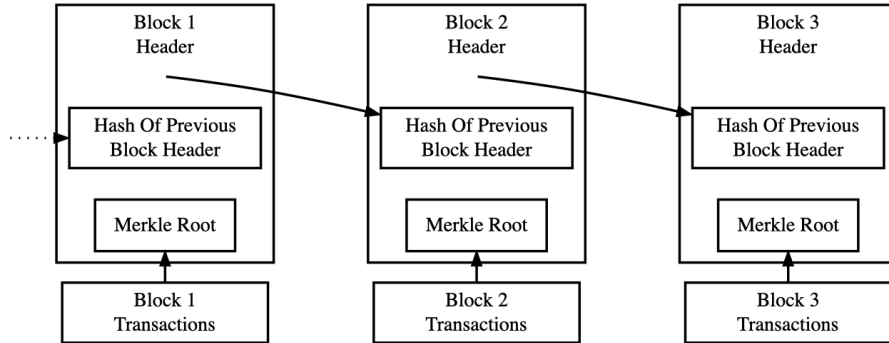 Block 1
Header
Hash Of Previous
Block Header
Merkle Root
Block 1
Transactions
Block 2
Header
Hash Of Previous
Block Header
Merkle Root
Block 2
Transactions
Block 3
Header
Hash Of Previous
Block Header
Merkle Root
Block 3
Transactions